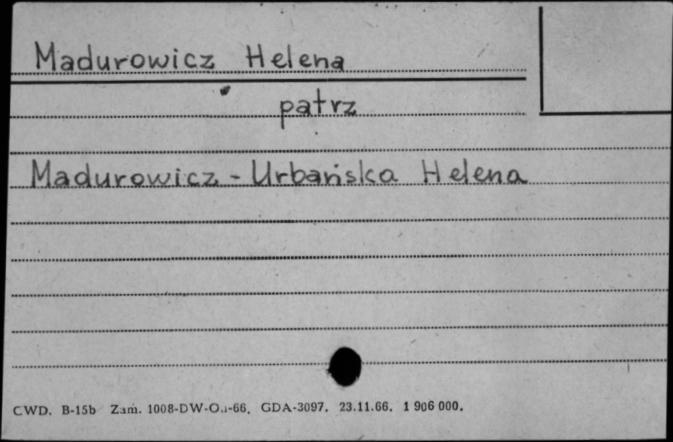 Madurowicz Helena
patrz
Madurowicz-Urbańska Helena
CWD. B-15b Zam. 1008-DW-O.-66. GDA-3097. 23.11.66. 1 906 000.